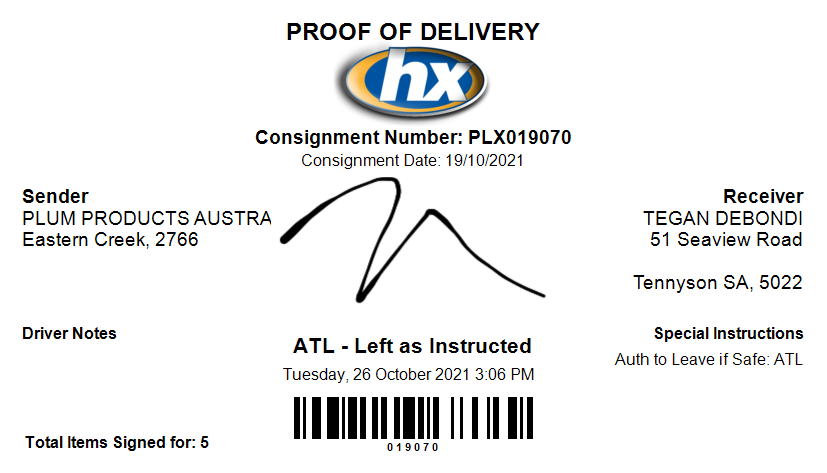 PROOF OF DELIVERY
hx
Consignment Number: PLX019070
Consignment Date: 19/10/2021
Sender
PLUM PRODUCTS AUSTRA
Eastern Creek, 2766
Receiver
TEGAN DEBONDI
51 Seaview Road
Tennyson SA, 5022
Driver Notes
ATL - Left as Instructed
Tuesday, 26 October 2021 3:06 PM
Special Instructions
Auth to Leave if Safe: ATL
019070
Total Items Signed for: 5